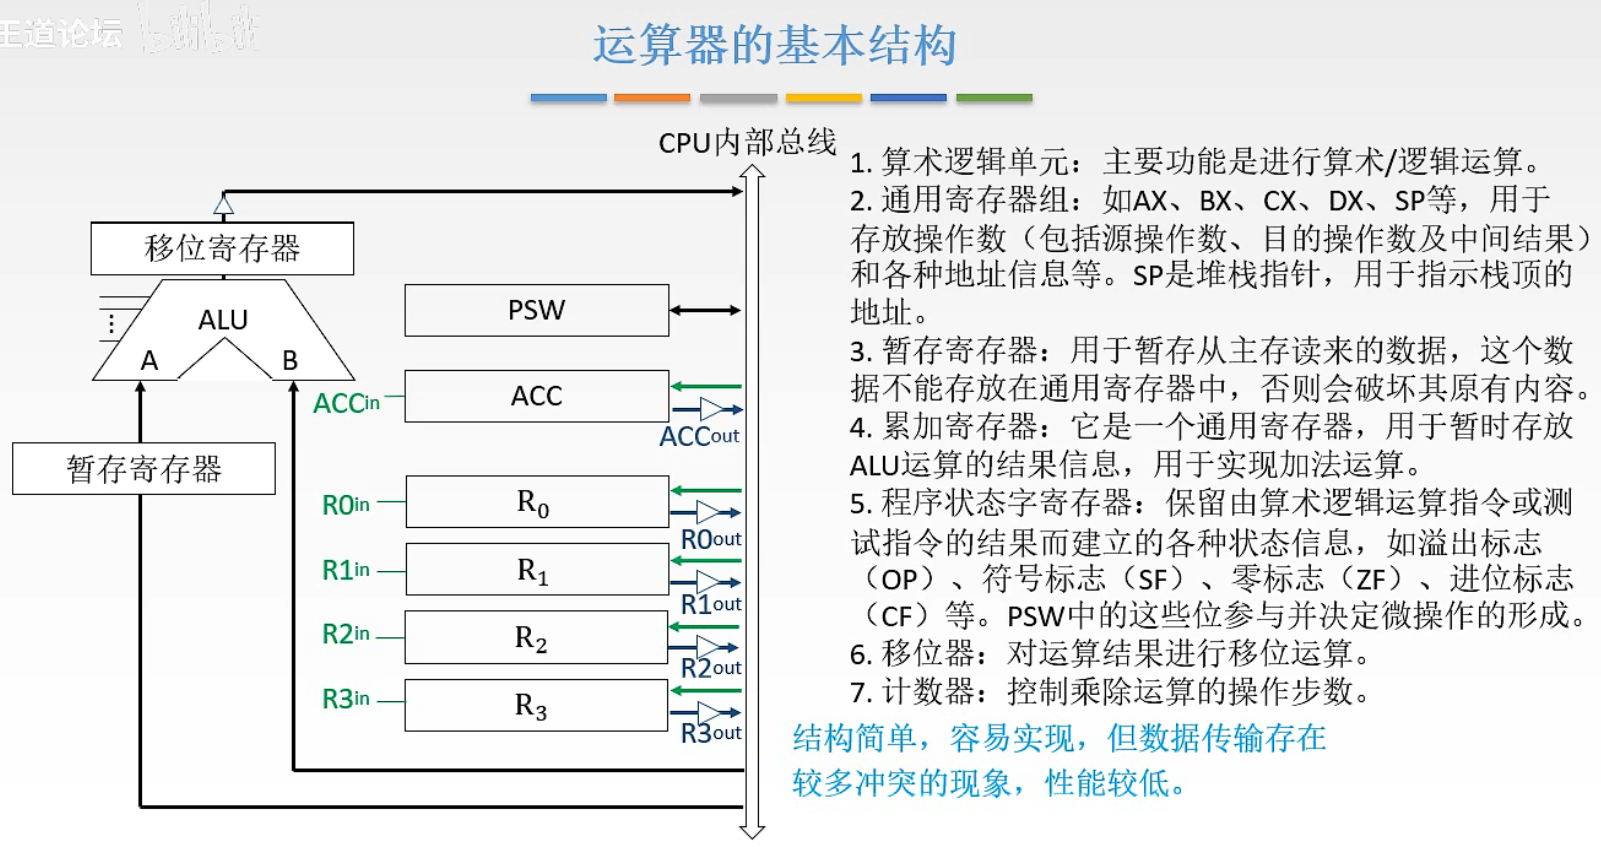 王道论坛 bilibili
运算器的基本结构
CPU内部总线
移位寄存器
ALU
A
B
暂存寄存器
PSW
ACCin
ACC
ACCout
R0in
R₀
R0out
R1in
R₁
R1out
R2in
R₂
R2out
R3in
R₃
R3out
1. 算术逻辑单元：主要功能是进行算术/逻辑运算。
2. 通用寄存器组：如AX、BX、CX、DX、SP等，用于
存放操作数（包括源操作数、目的操作数及中间结果）
和各种地址信息等。SP是堆栈指针，用于指示栈顶的
地址。
3. 暂存寄存器：用于暂存从主存读来的数据，这个数
据不能存放在通用寄存器中，否则会破坏其原有内容。
4. 累加寄存器：它是一个通用寄存器，用于暂时存放
ALU运算的结果信息，用于实现加法运算。
5. 程序状态字寄存器：保留由算术逻辑运算指令或测
试指令的结果而建立的各种状态信息，如溢出标志
（OP）、符号标志（SF）、零标志（ZF）、进位标志
（CF）等。PSW中的这些位参与并决定微操作的形成。
6. 移位器：对运算结果进行移位运算。
7. 计数器：控制乘除运算的操作步数。
结构简单，容易实现，但数据传输存在
较多冲突的现象，性能较低。